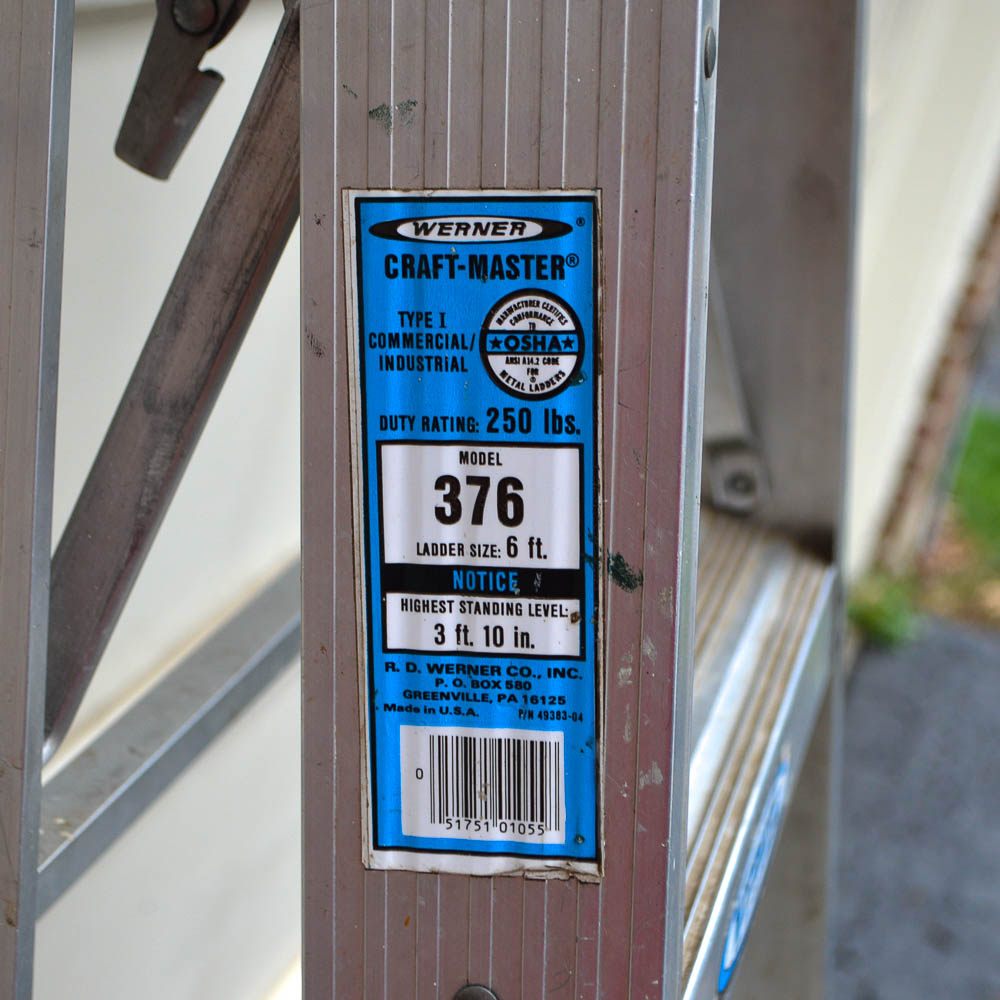 WERNER®
CRAFT-MASTER®
TYPE I
COMMERCIAL/
INDUSTRIAL
MANUFACTURER CERTIFIES
CONFORMANCE
TO
★OSHA★
ANSI A14.2 CODE
FOR
METAL LADDERS
DUTY RATING: 250 lbs.
MODEL
376
LADDER SIZE: 6 ft.
NOTICE
HIGHEST STANDING LEVEL:
3 ft. 10 in.
R. D. WERNER CO., INC.
P. O. BOX 580
GREENVILLE, PA 16125
Made in U.S.A. P/N 49383-04
0
51751 01055